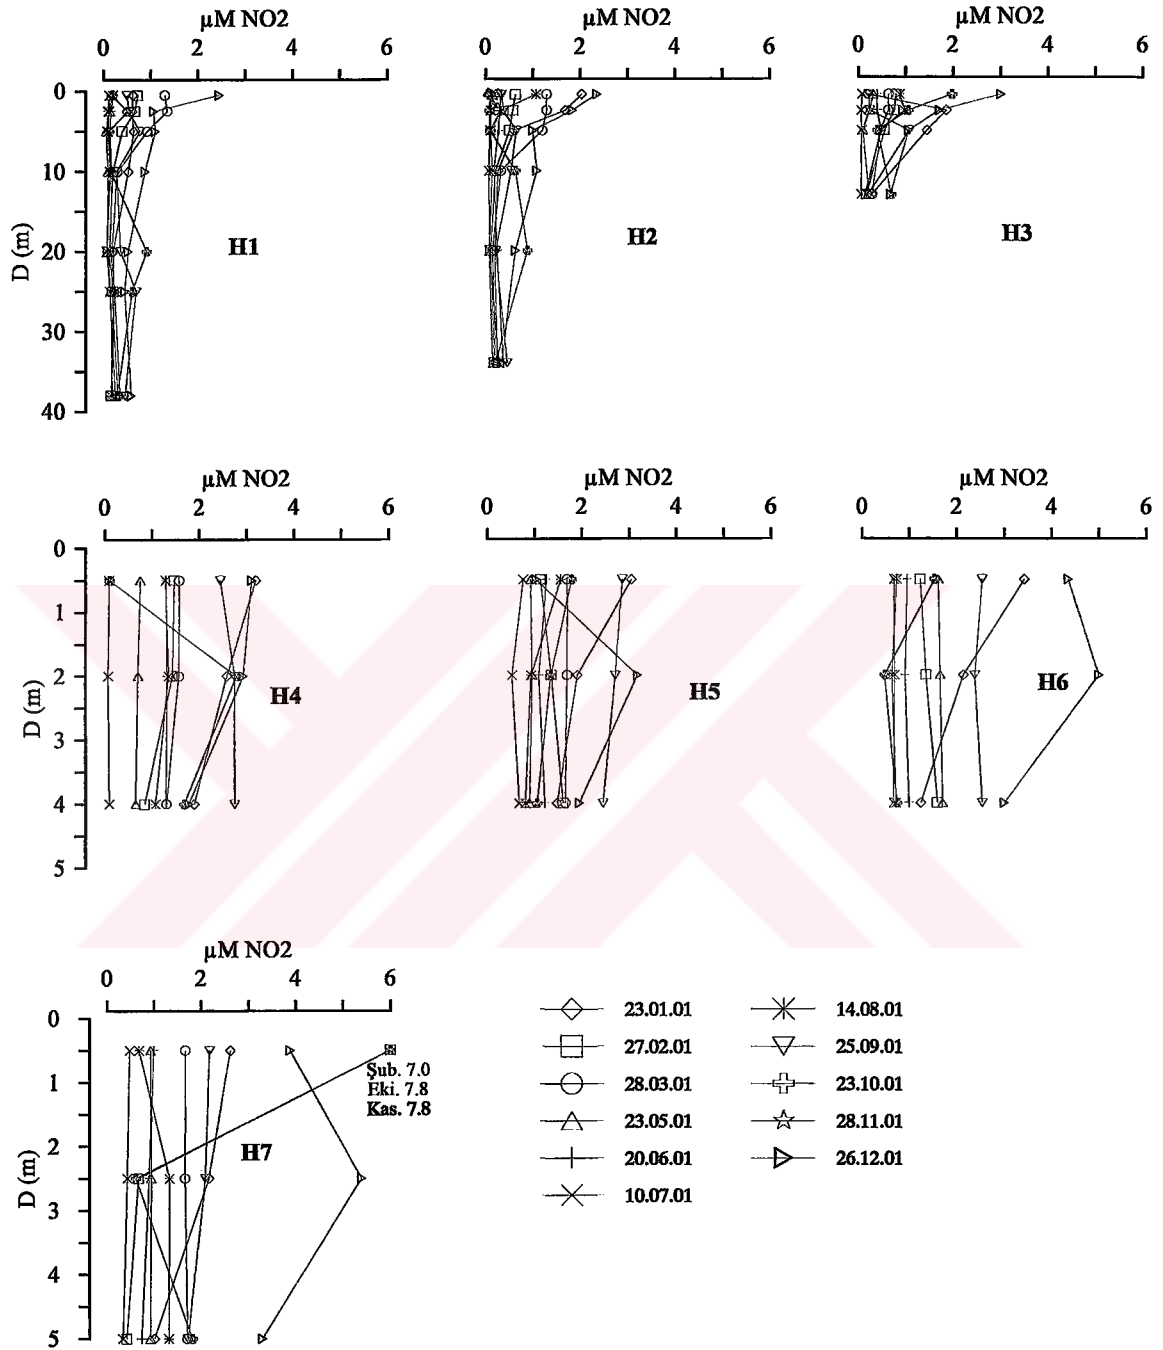 µM NO2 µM NO2 µM NO2
0 2 4 6 0 2 4 6 0 2 4 6
0
10
20
30
40
D (m)
H1 H2 H3
µM NO2 µM NO2 µM NO2
0 2 4 6 0 2 4 6 0 2 4 6
0
1
2
3
4
5
D (m)
H4 H5 H6
µM NO2
0 2 4 6
0
1
2
3
4
5
D (m)
Şub. 7.0
Eki. 7.8
Kas. 7.8
H7
23.01.01 14.08.01
27.02.01 25.09.01
28.03.01 23.10.01
23.05.01 28.11.01
20.06.01 26.12.01
10.07.01